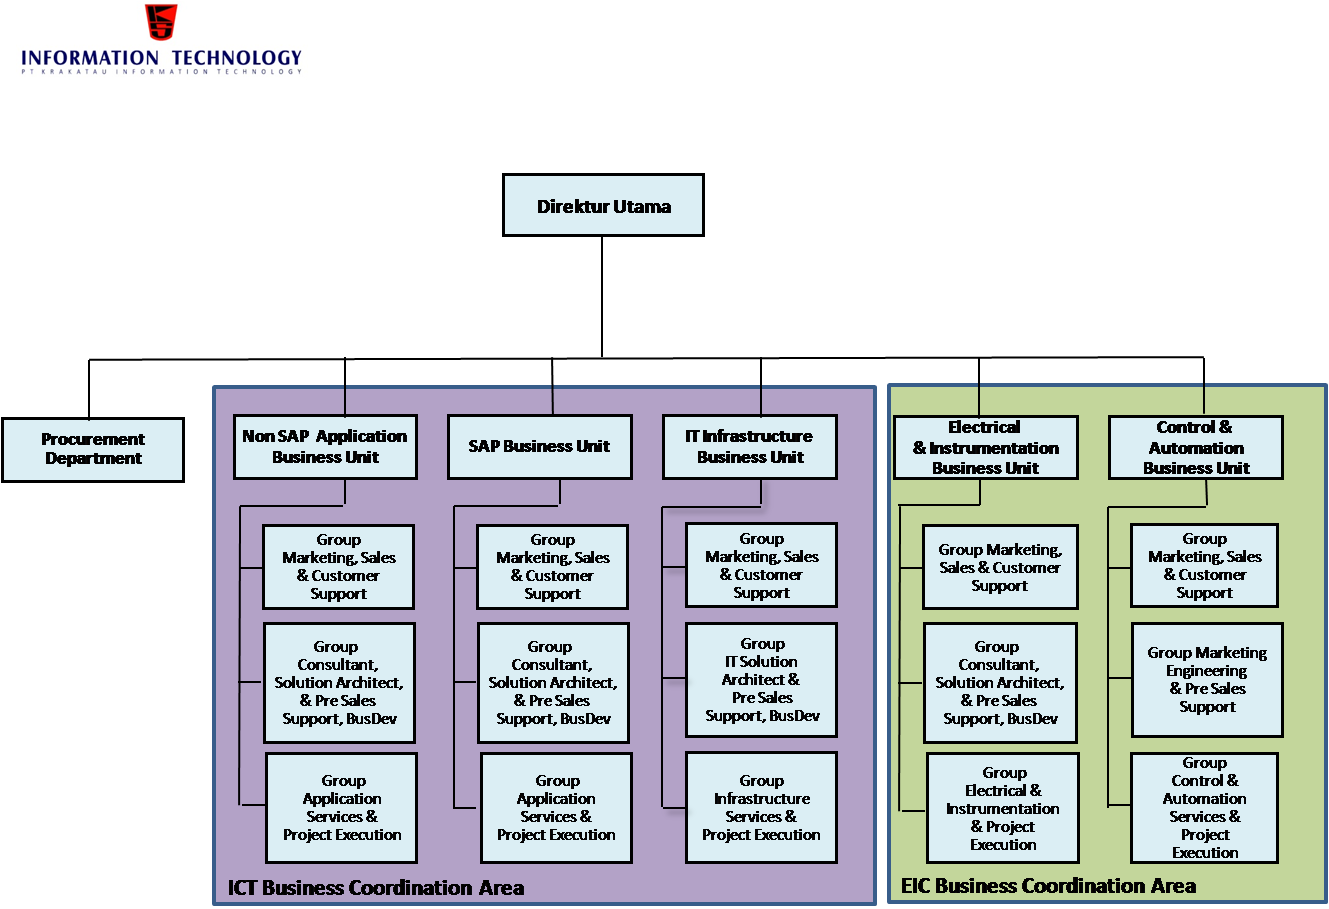 INFORMATION TECHNOLOGY
PT KRAKATAU INFORMATION TECHNOLOGY
Direktur Utama
Procurement
Department
Non SAP Application
Business Unit
SAP Business Unit
IT Infrastructure
Business Unit
Electrical
& Instrumentation
Business Unit
Control &
Automation
Business Unit
Group
Marketing, Sales
& Customer
Support
Group
Consultant,
Solution Architect,
& Pre Sales
Support, BusDev
Group
Application
Services &
Project Execution
Group
Marketing, Sales
& Customer
Support
Group
Consultant,
Solution Architect,
& Pre Sales
Support, BusDev
Group
Application
Services &
Project Execution
Group
Marketing, Sales
& Customer
Support
Group
IT Solution
Architect &
Pre Sales
Support, BusDev
Group
Infrastructure
Services &
Project Execution
Group Marketing,
Sales & Customer
Support
Group
Consultant,
Solution Architect,
& Pre Sales
Support, BusDev
Group
Electrical &
Instrumentation
& Project
Execution
Group
Marketing, Sales
& Customer
Support
Group Marketing
Engineering
& Pre Sales
Support
Group
Control &
Automation
Services &
Project
Execution
ICT Business Coordination Area
EIC Business Coordination Area